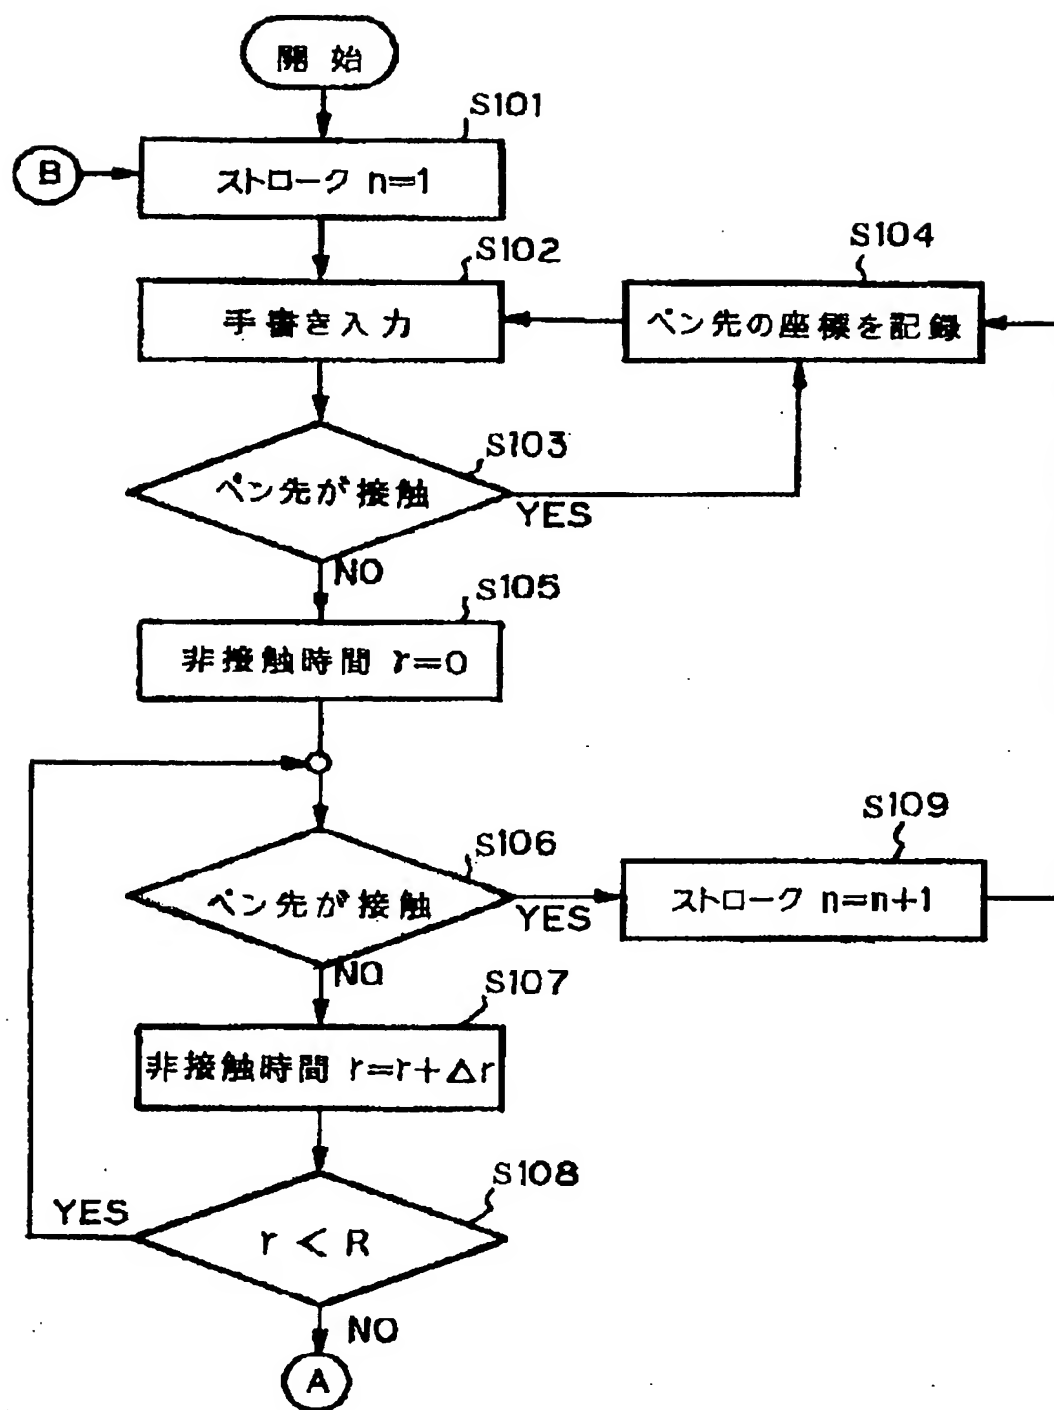 開始
S101
B
ストローク n=1
S102
手書き入力
S104
ペン先の座標を記録
S103
ペン先が接触
YES
NO
S105
非接触時間 r=0
S106
ペン先が接触
YES
S109
ストローク n=n+1
NO
S107
非接触時間 r=r+Δr
S108
r < R
YES
NO
A